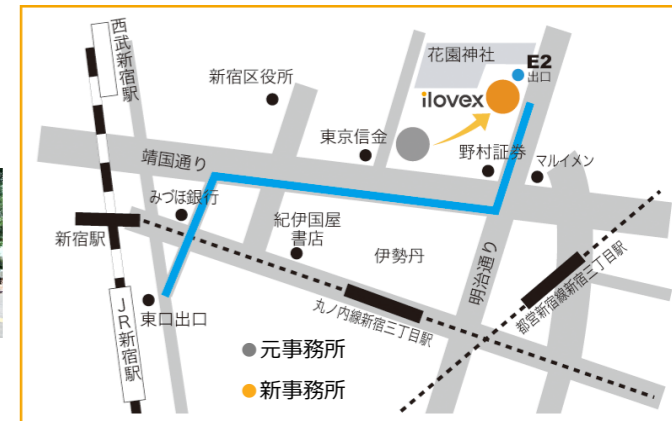 西武新宿駅
花園神社
E2
出口
新宿区役所
ilovex
東京信金
靖国通り
野村証券
マルイメン
みづほ銀行
新宿駅
紀伊国屋
書店
伊勢丹
明治通り
都営新宿線新宿三丁目駅
丸ノ内線新宿三丁目駅
東口出口
JR新宿駅
元事務所
新事務所